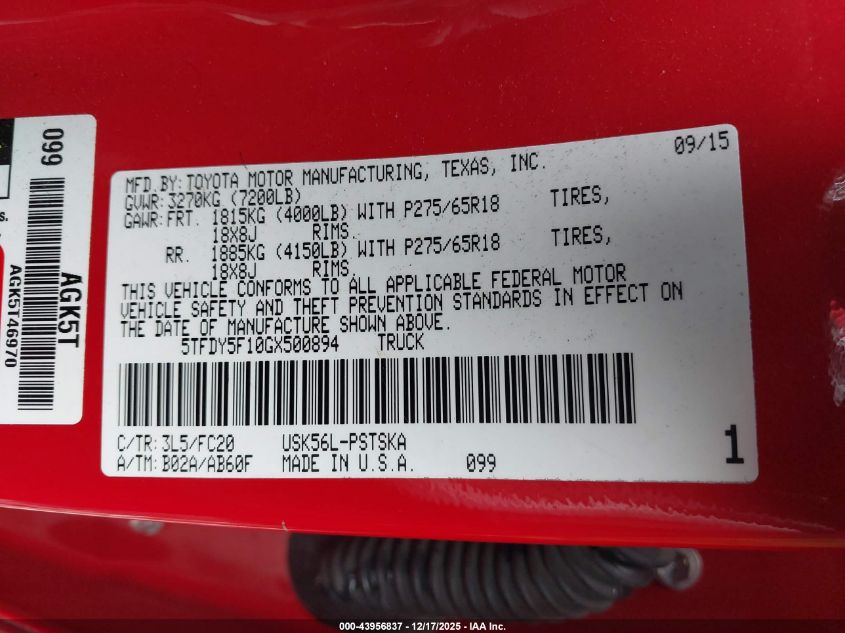 099
s.
AGK5T
AGK5T46970
09/15
MFD.BY: TOYOTA MOTOR MANUFACTURING, TEXAS, INC.
GVWR: 3270KG (7200LB)
GAWR: FRT. 1815KG (4000LB) WITH P275/65R18 TIRES,
18X8J RIMS.
RR. 1885KG (4150LB) WITH P275/65R18 TIRES,
18X8J RIMS.
THIS VEHICLE CONFORMS TO ALL APPLICABLE FEDERAL MOTOR
VEHICLE SAFETY AND THEFT PREVENTION STANDARDS IN EFFECT ON
THE DATE OF MANUFACTURE SHOWN ABOVE.
5TFDY5F10GX500894 TRUCK
C/TR: 3L5/FC20 USK56L-PSTSKA
A/TM: B02A/AB60F MADE IN U.S.A. 099
1
000-43956837 - 12/17/2025 - IAA Inc.